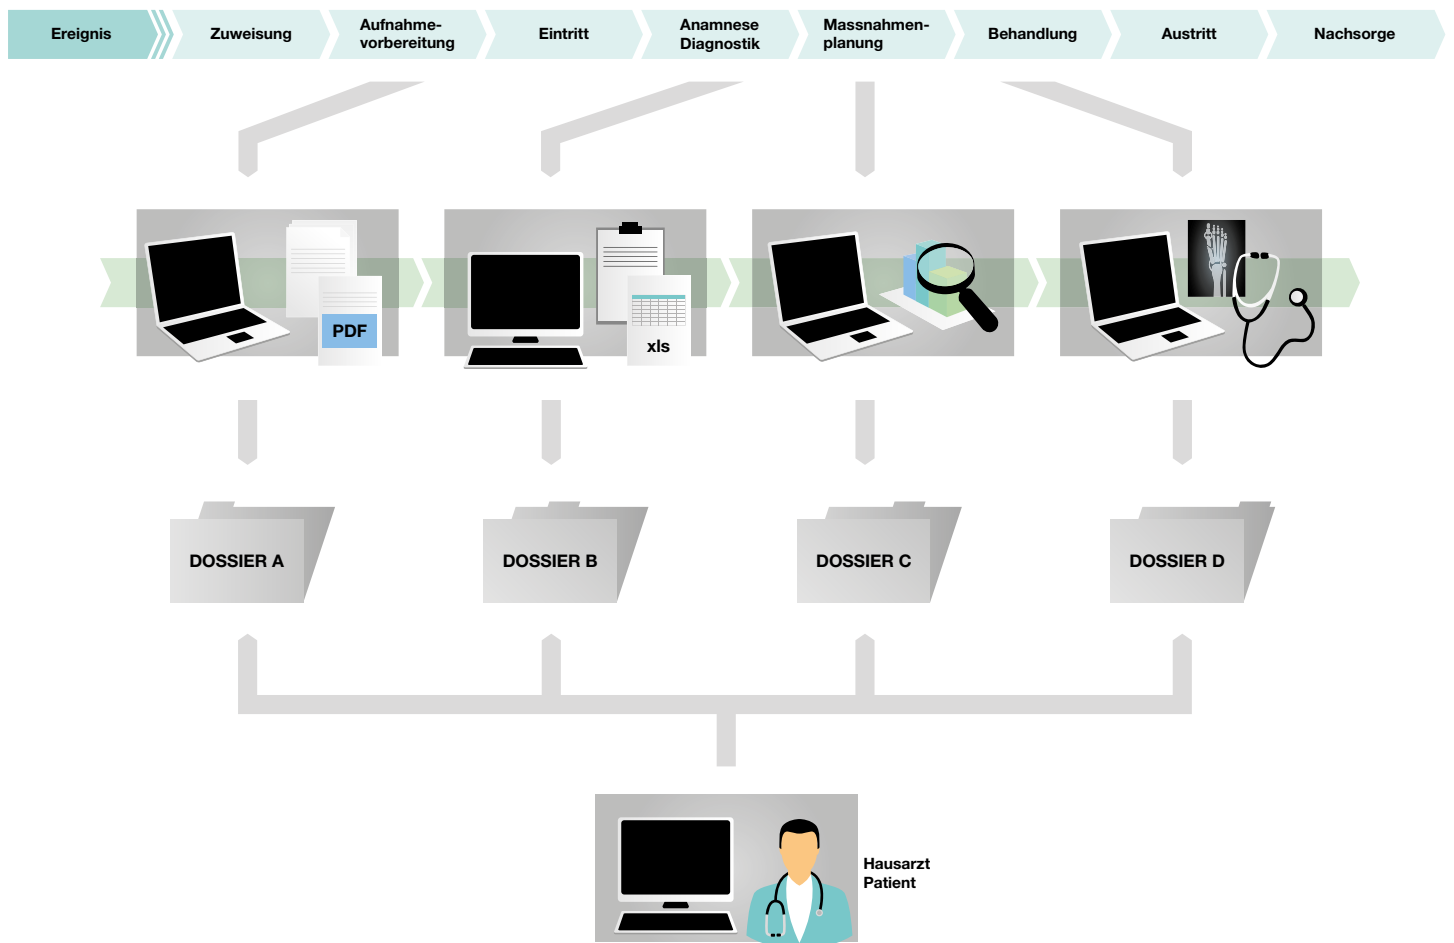 Ereignis
Zuweisung
Aufnahme-
vorbereitung
Eintritt
Anamnese
Diagnostik
Massnahmen-
planung
Behandlung
Austritt
Nachsorge
PDF
xls
DOSSIER A
DOSSIER B
DOSSIER C
DOSSIER D
Hausarzt
Patient